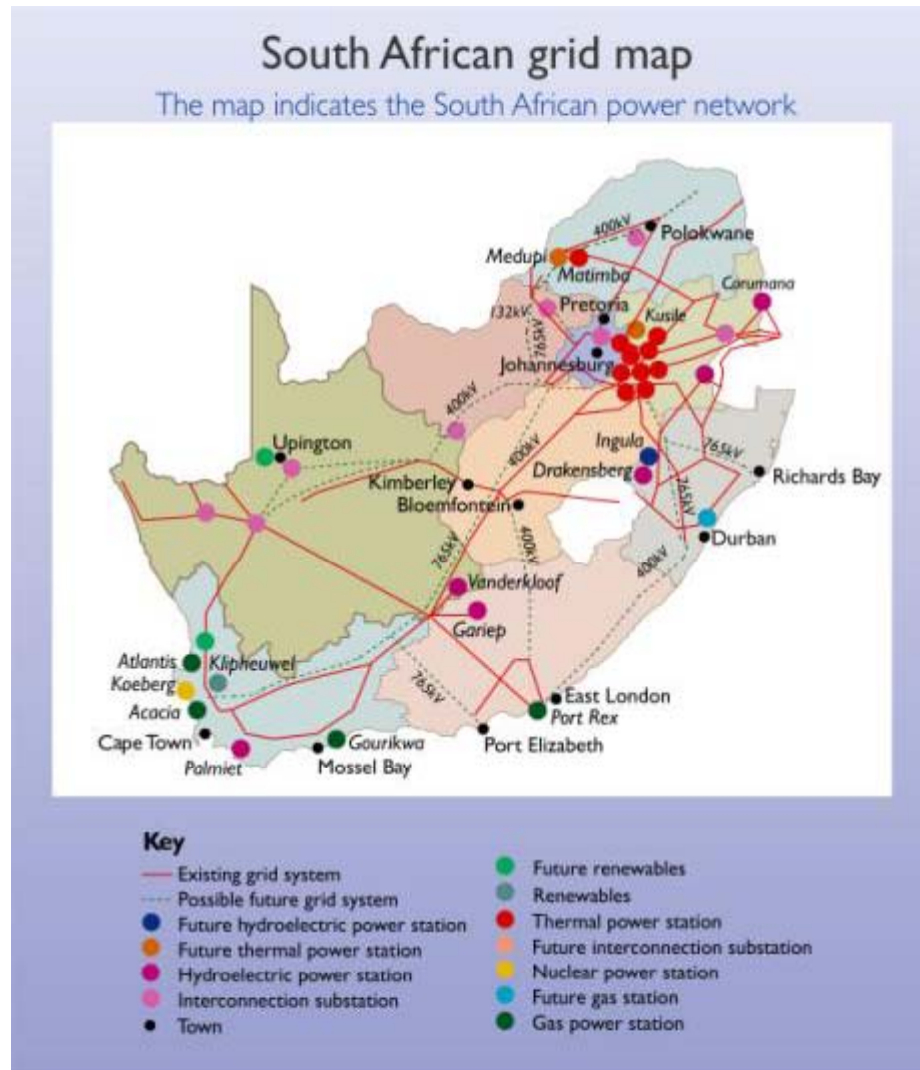 South African grid map
The map indicates the South African power network
400kV
Polokwane
Medupi
Matimba
Corumana
Pretoria
132kV
Kusile
765kV
Johannesburg
400kV
Upington
400kV
Ingula
765kV
Kimberley
Drakensberg
Richards Bay
Bloemfontein
765kV
400kV
Durban
765kV
400kV
Vanderkloof
Gariep
Atlantis
Klipheuwel
Koeberg
765kV
East London
Acacia
Port Rex
Cape Town
Gourikwa
Port Elizabeth
Palmiet
Mossel Bay
Key
Existing grid system
Possible future grid system
Future hydroelectric power station
Future thermal power station
Hydroelectric power station
Interconnection substation
Town
Future renewables
Renewables
Thermal power station
Future interconnection substation
Nuclear power station
Future gas station
Gas power station